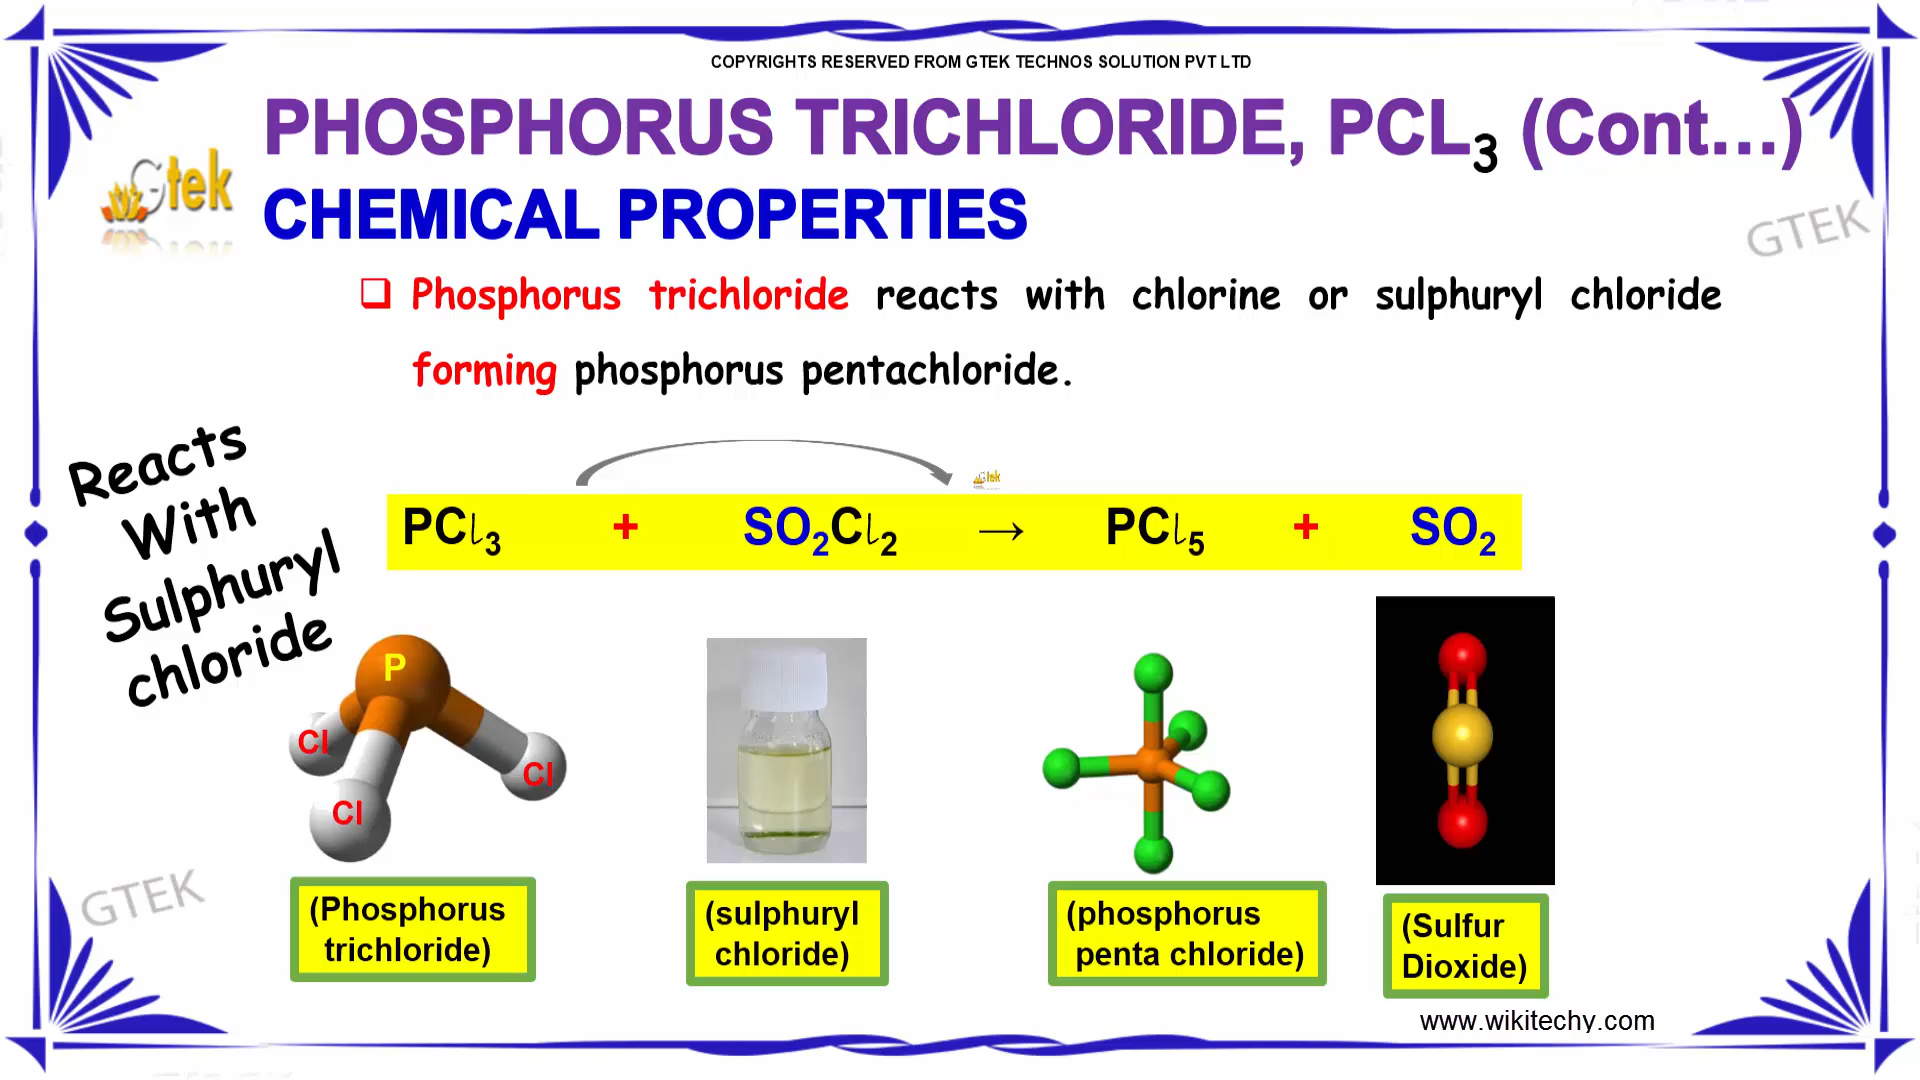 COPYRIGHTS RESERVED FROM GTEK TECHNOS SOLUTION PVT LTD
PHOSPHORUS TRICHLORIDE, PCL₃ (Cont...)
Gtek
CHEMICAL PROPERTIES
GTEK
❑ Phosphorus trichloride reacts with chlorine or sulphuryl chloride
forming phosphorus pentachloride.
Reacts
With
Sulphuryl
chloride
Gtek
PCl₃ + SO₂Cl₂ → PCl₅ + SO₂
P
Cl
Cl
Cl
GTEK
(Phosphorus
trichloride)
(sulphuryl
chloride)
(phosphorus
penta chloride)
(Sulfur
Dioxide)
www.wikitechy.com